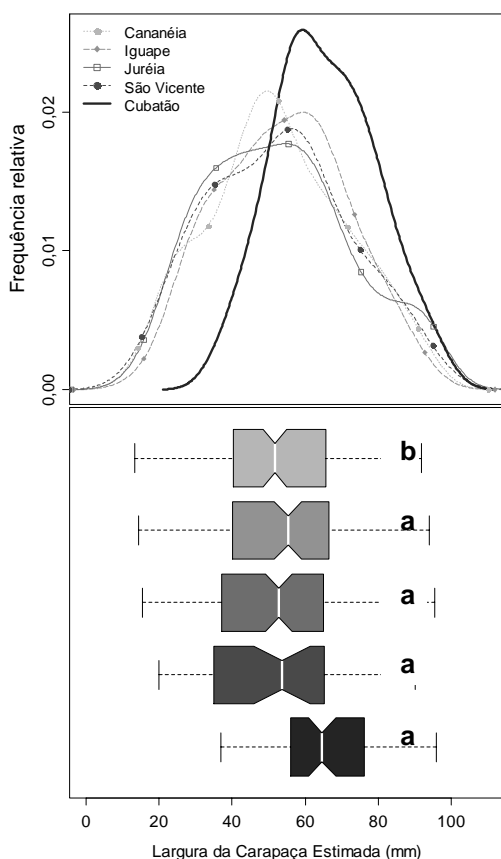 Cananéia
Iguape
Juréia
São Vicente
Cubatão
Frequência relativa
0,02
0,01
0,00
b
a
a
a
a
0 20 40 60 80 100
Largura da Carapaça Estimada (mm)